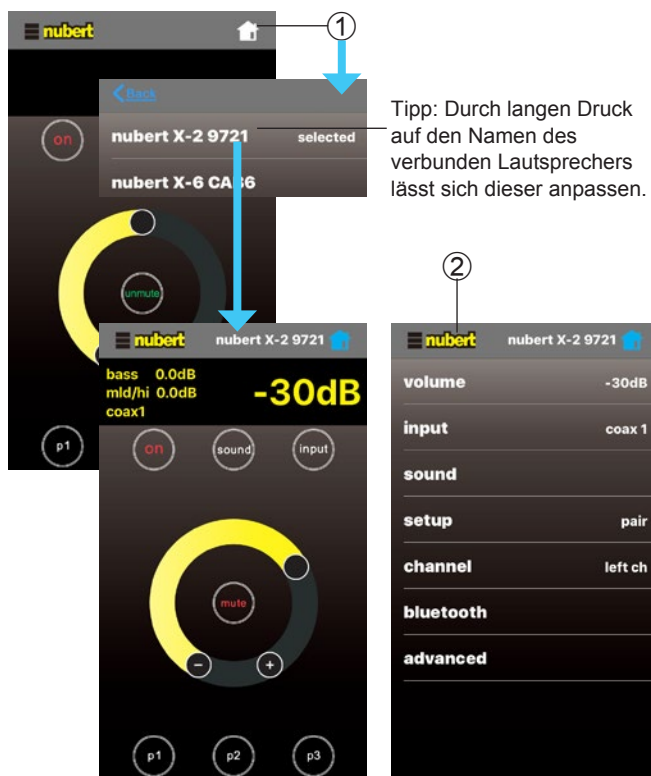 nubert
1
Back
nubert X-2 9721 selected
nubert X-6 CAB6
Tipp: Durch langen Druck
auf den Namen des
verbunden Lautsprechers
lässt sich dieser anpassen.
on
unmute
p1
nubert nubert X-2 9721
bass 0.0dB
mId/hi 0.0dB
coax1
-30dB
on sound input
mute
− +
p1 p2 p3
2
nubert nubert X-2 9721
volume -30dB
input coax 1
sound
setup pair
channel left ch
bluetooth
advanced